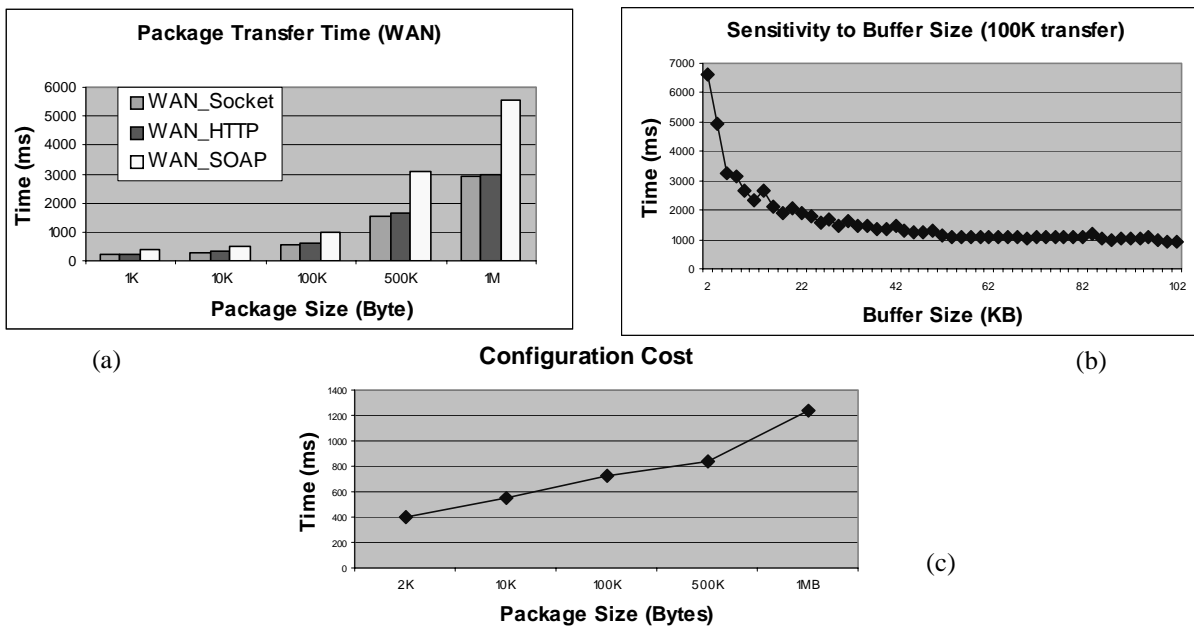 Package Transfer Time (WAN)
6000
5000
4000
3000
2000
1000
0
Time (ms)
WAN_Socket
WAN_HTTP
WAN_SOAP
1K 10K 100K 500K 1M
Package Size (Byte)
(a)
Sensitivity to Buffer Size (100K transfer)
7000
6000
5000
4000
3000
2000
1000
0
Time (ms)
2 22 42 62 82 102
Buffer Size (KB)
(b)
Configuration Cost
1400
1200
1000
800
600
400
200
0
Time (ms)
2K 10K 100K 500K 1MB
Package Size (Bytes)
(c)